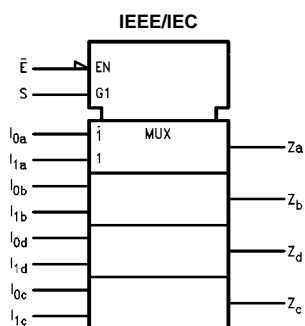 IEEE/IEC
Ē EN
S G1
I0a 1̄ MUX Za
I1a 1
I0b Zb
I1b
I0d Zd
I1d
I0c Zc
I1c